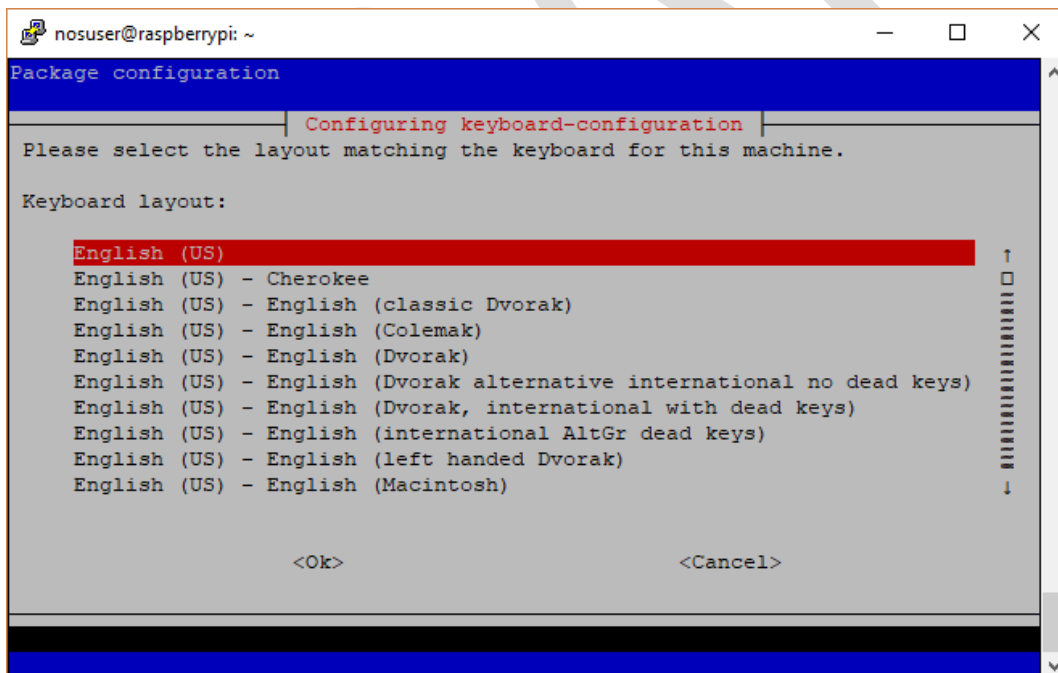 nosuser@raspberrypi: ~
Package configuration
Configuring keyboard-configuration
Please select the layout matching the keyboard for this machine.
Keyboard layout:
English (US)
English (US) - Cherokee
English (US) - English (classic Dvorak)
English (US) - English (Colemak)
English (US) - English (Dvorak)
English (US) - English (Dvorak alternative international no dead keys)
English (US) - English (Dvorak, international with dead keys)
English (US) - English (international AltGr dead keys)
English (US) - English (left handed Dvorak)
English (US) - English (Macintosh)
<Ok> <Cancel>